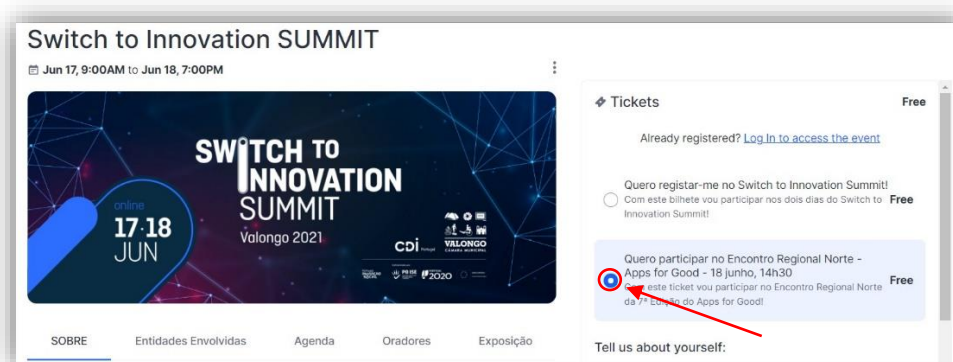 Switch to Innovation SUMMIT
Jun 17, 9:00AM to Jun 18, 7:00PM
SWITCH TO
INNOVATION
SUMMIT
Valongo 2021
online
17·18
JUN
CDI Portugal
VALONGO
CÂMARA MUNICIPAL
2020
SOBRE
Entidades Envolvidas
Agenda
Oradores
Exposição
Tickets
Free
Already registered? Log In to access the event
Quero registar-me no Switch to Innovation Summit!
Com este bilhete vou participar nos dois dias do Switch to
Innovation Summit!
Free
Quero participar no Encontro Regional Norte -
Apps for Good - 18 junho, 14h30
Com este ticket vou participar no Encontro Regional Norte
da 7ª Edição do Apps for Good!
Free
Tell us about yourself: